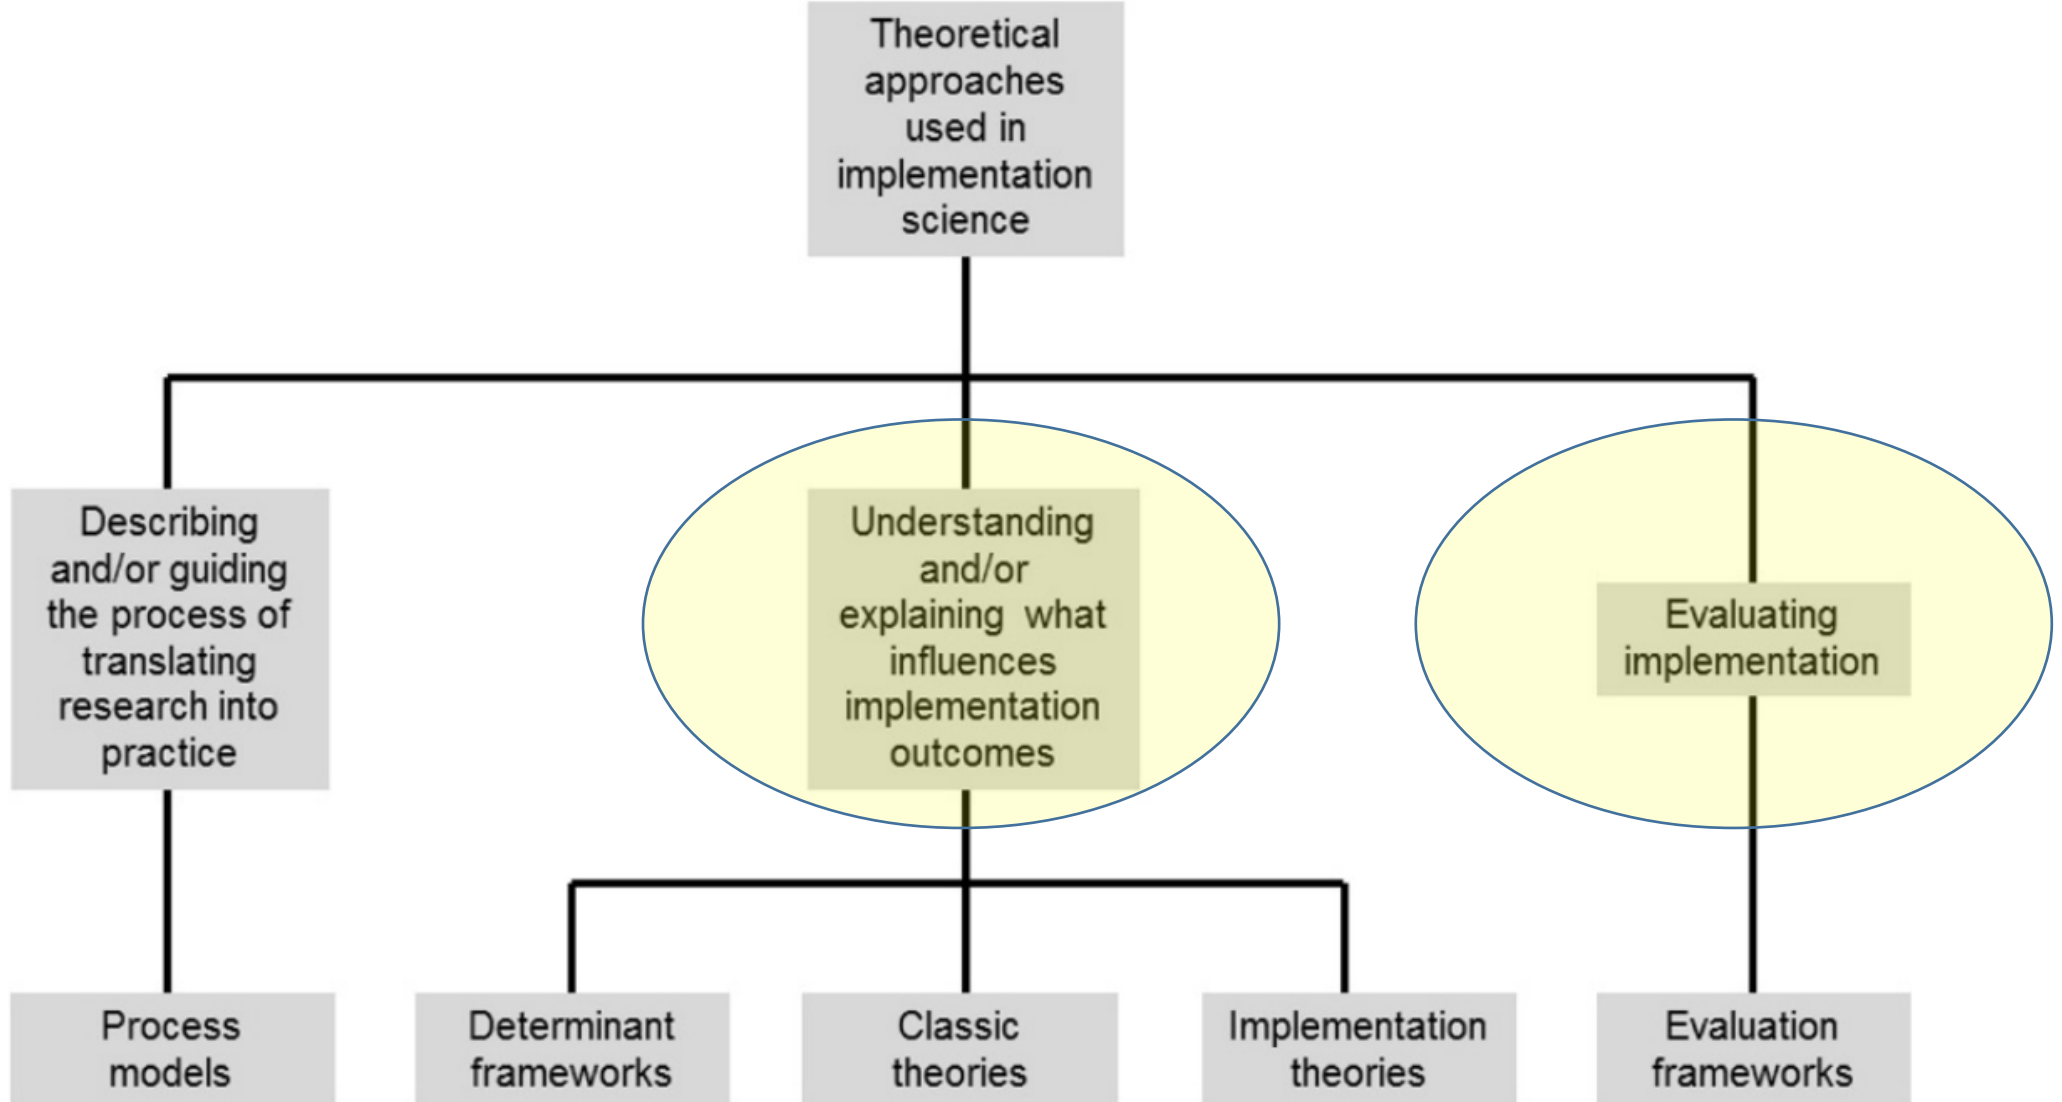 Theoretical
approaches
used in
implementation
science
Describing
and/or guiding
the process of
translating
research into
practice
Understanding
and/or
explaining what
influences
implementation
outcomes
Evaluating
implementation
Process
models
Determinant
frameworks
Classic
theories
Implementation
theories
Evaluation
frameworks